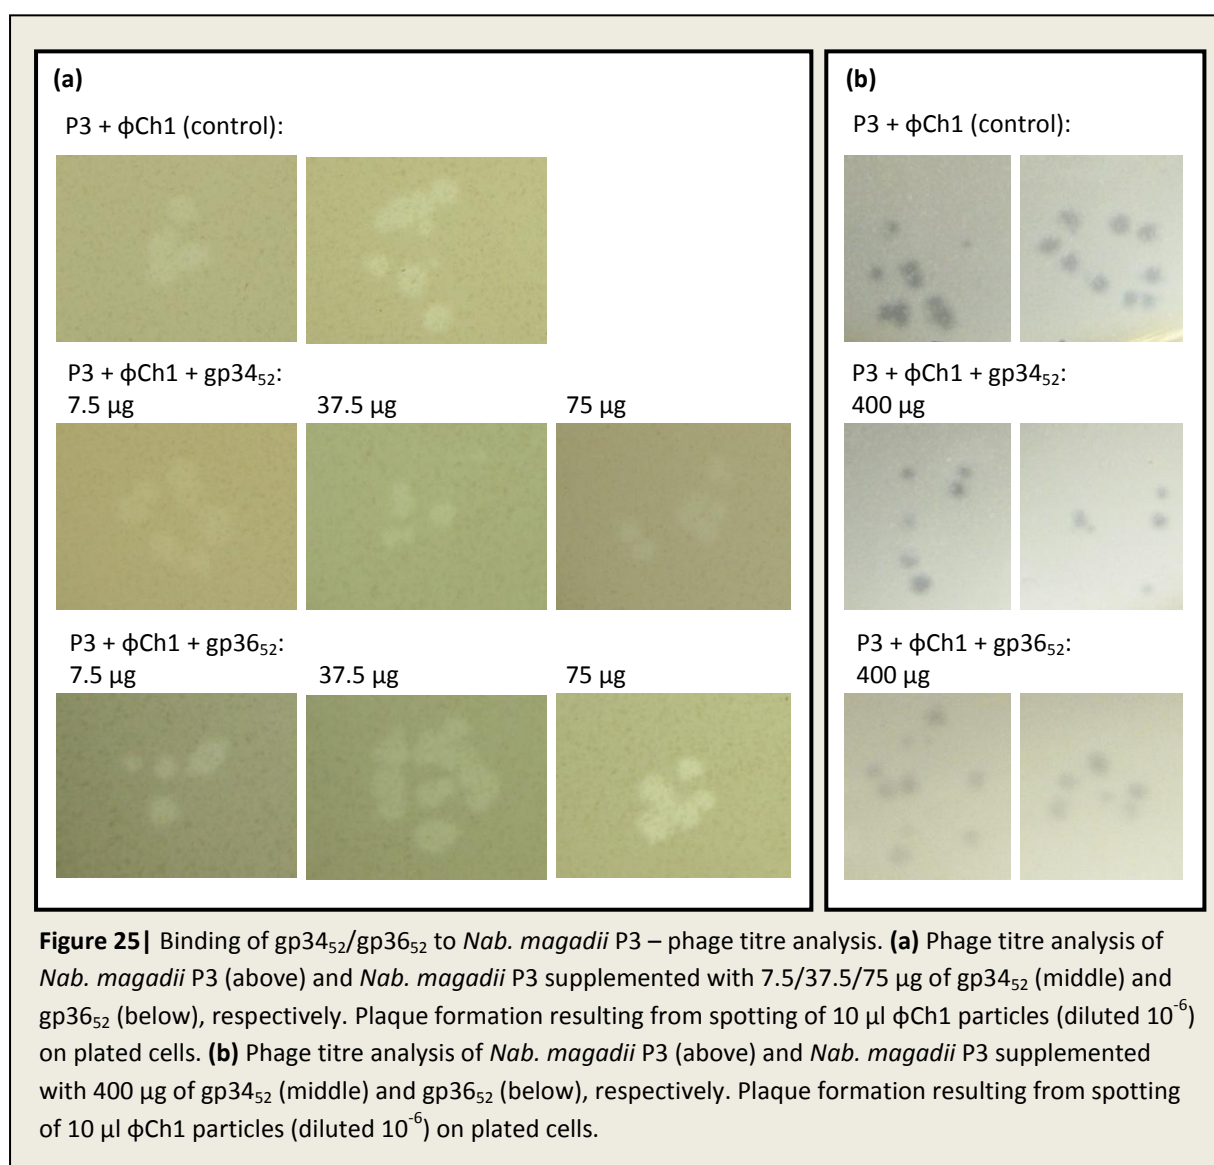 (a)
P3 + ϕCh1 (control):
P3 + ϕCh1 + gp34₅₂:
7.5 µg 37.5 µg 75 µg
P3 + ϕCh1 + gp36₅₂:
7.5 µg 37.5 µg 75 µg
(b)
P3 + ϕCh1 (control):
P3 + ϕCh1 + gp34₅₂:
400 µg
P3 + ϕCh1 + gp36₅₂:
400 µg
Figure 25| Binding of gp34₅₂/gp36₅₂ to Nab. magadii P3 – phage titre analysis. (a) Phage titre analysis of
Nab. magadii P3 (above) and Nab. magadii P3 supplemented with 7.5/37.5/75 µg of gp34₅₂ (middle) and
gp36₅₂ (below), respectively. Plaque formation resulting from spotting of 10 µl ϕCh1 particles (diluted 10⁻⁶)
on plated cells. (b) Phage titre analysis of Nab. magadii P3 (above) and Nab. magadii P3 supplemented
with 400 µg of gp34₅₂ (middle) and gp36₅₂ (below), respectively. Plaque formation resulting from spotting
of 10 µl ϕCh1 particles (diluted 10⁻⁶) on plated cells.